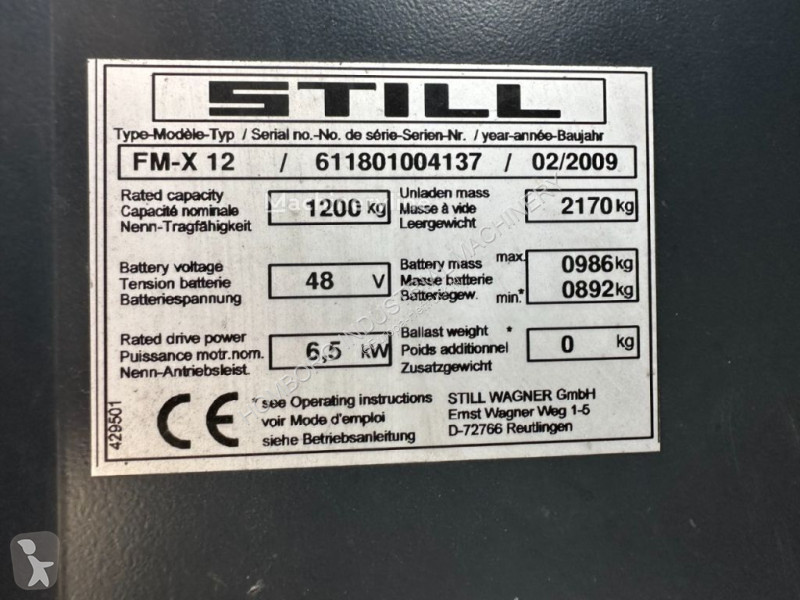 STILL
Type-Modèle-Typ / Serial no.-No. de série-Serien-Nr. / year-année-Baujahr
FM-X 12 / 611801004137 / 02/2009
Rated capacity
Capacité nominale
Nenn-Tragfähigkeit
1200 kg
Unladen mass
Masse à vide
Leergewicht
2170 kg
Battery voltage
Tension batterie
Batteriespannung
48 V
Battery mass max.
Masse batterie
Batteriegew. min.*
0986 kg
0892 kg
Rated drive power
Puissance motr.nom.
Nenn-Antriebsleist.
6,5 kW
Ballast weight *
Poids additionnel
Zusatzgewicht
0 kg
429501
CE
*see Operating instructions
voir Mode d'emploi
siehe Betriebsanleitung
STILL WAGNER GmbH
Ernst Wagner Weg 1-5
D-72766 Reutlingen